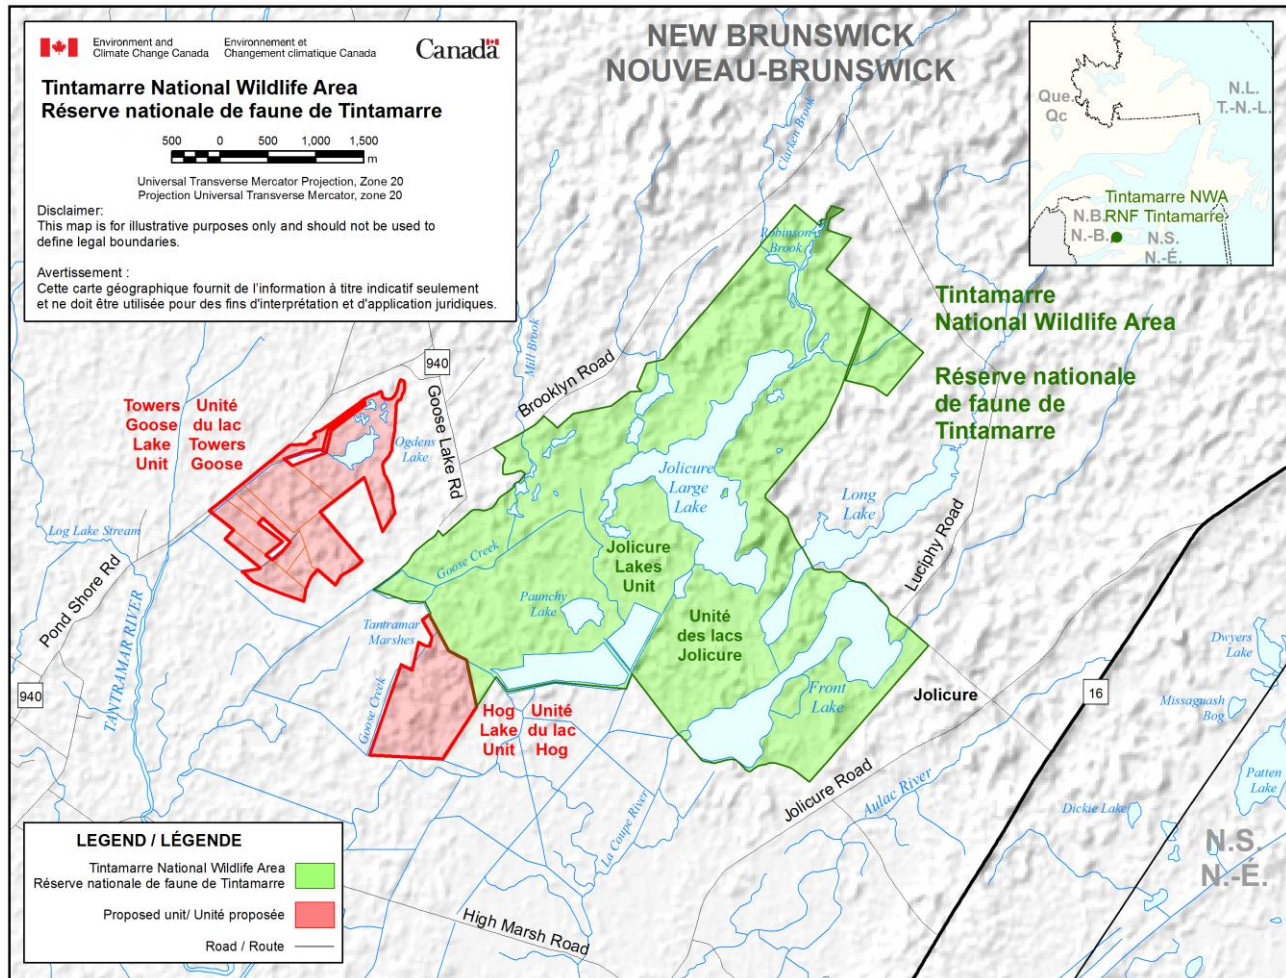 Environment and
Climate Change Canada
Environnement et
Changement climatique Canada
Canada
Tintamarre National Wildlife Area
Réserve nationale de faune de Tintamarre
500 0 500 1,000 1,500
m
Universal Transverse Mercator Projection, Zone 20
Projection Universal Transverse Mercator, zone 20
Disclaimer:
This map is for illustrative purposes only and should not be used to
define legal boundaries.
Avertissement :
Cette carte géographique fournit de l'information à titre indicatif seulement
et ne doit être utilisée pour des fins d'interprétation et d'application juridiques.
NEW BRUNSWICK
NOUVEAU-BRUNSWICK
Que
Qc
N.L.
T.-N.-L.
Tintamarre NWA
RNF Tintamarre
N.B.
N.-B.
N.S.
N.-É.
Clarken Brook
Robinson
Brook
Tintamarre
National Wildlife Area
Réserve nationale
de faune de
Tintamarre
Mill Brook
Brooklyn Road
940
Goose Lake Rd
Towers
Goose
Lake
Unit
Unité
du lac
Towers
Goose
Ogdens
Lake
Jolicure
Large
Lake
Long
Lake
Luciphy Road
Log Lake Stream
Pond Shore Rd
TANTRAMAR RIVER
Goose Creek
Jolicure
Lakes
Unit
Paunchy
Lake
Unité
des lacs
Jolicure
Tantramar
Marshes
Goose Creek
Hog
Lake
Unit
Unité
du lac
Hog
Front
Lake
Jolicure
940
16
Dwyers
Lake
Missaguash
Bog
Patten
Lake
Dickie Lake
Jolicure Road
Aulac River
La Coupe River
High Marsh Road
N.S.
N.-É.
LEGEND / LÉGENDE
Tintamarre National Wildlife Area
Réserve nationale de faune de Tintamarre
Proposed unit/ Unité proposée
Road / Route